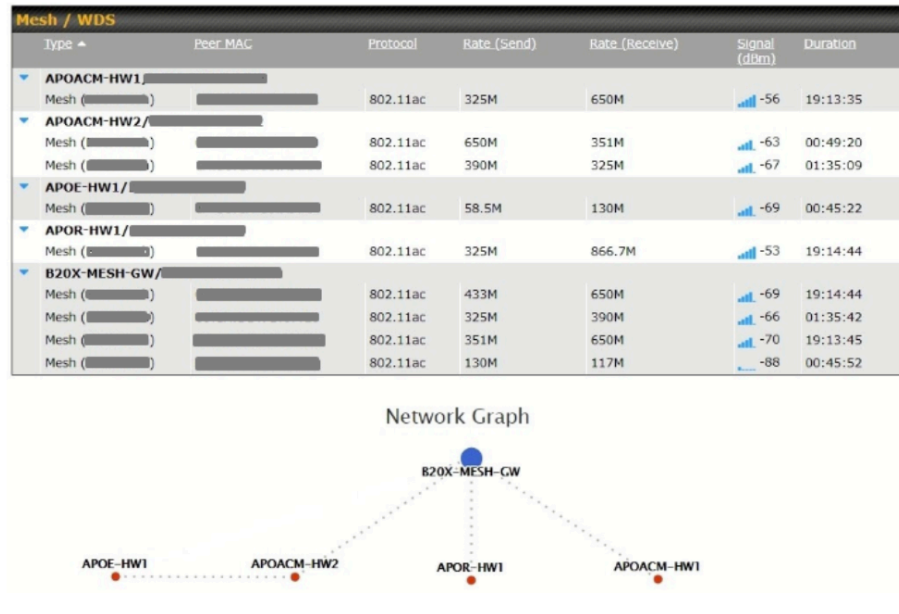 Mesh / WDS
Type Peer MAC Protocol Rate (Send) Rate (Receive) Signal (dBm) Duration
APOACM-HW1/
Mesh ( ) 802.11ac 325M 650M -56 19:13:35
APOACM-HW2/
Mesh ( ) 802.11ac 650M 351M -63 00:49:20
Mesh ( ) 802.11ac 390M 325M -67 01:35:09
APOE-HW1/
Mesh ( ) 802.11ac 58.5M 130M -69 00:45:22
APOR-HW1/
Mesh ( ) 802.11ac 325M 866.7M -53 19:14:44
B20X-MESH-GW/
Mesh ( ) 802.11ac 433M 650M -69 19:14:44
Mesh ( ) 802.11ac 325M 390M -66 01:35:42
Mesh ( ) 802.11ac 351M 650M -70 19:13:45
Mesh ( ) 802.11ac 130M 117M -88 00:45:52
Network Graph
B20X-MESH-GW
APOE-HW1 APOACM-HW2 APOR-HW1 APOACM-HW1